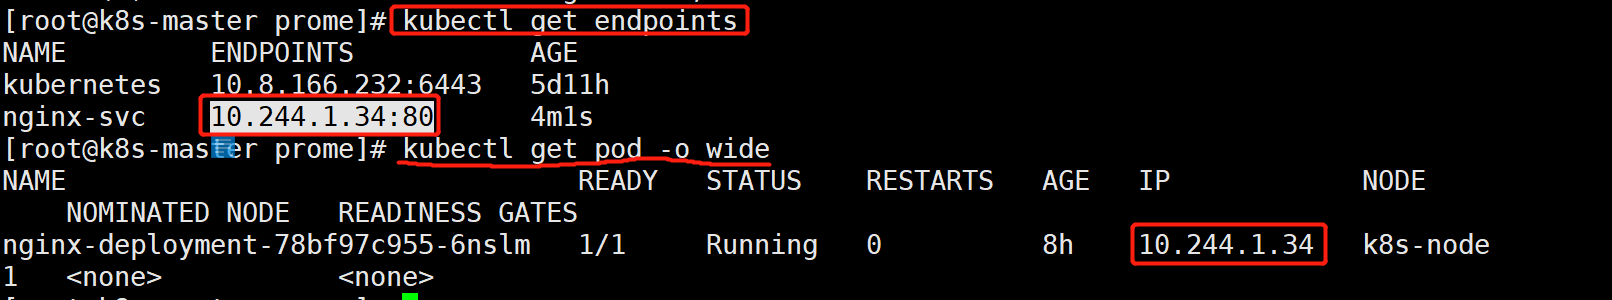 [root@k8s-master prome]# kubectl get endpoints
NAME         ENDPOINTS           AGE
kubernetes   10.8.166.232:6443   5d11h
nginx-svc    10.244.1.34:80      4m1s
[root@k8s-master prome]# kubectl get pod -o wide
NAME                                READY   STATUS    RESTARTS   AGE   IP            NODE
    NOMINATED NODE   READINESS GATES
nginx-deployment-78bf97c955-6nslm   1/1     Running   0          8h    10.244.1.34   k8s-node
1   <none>           <none>